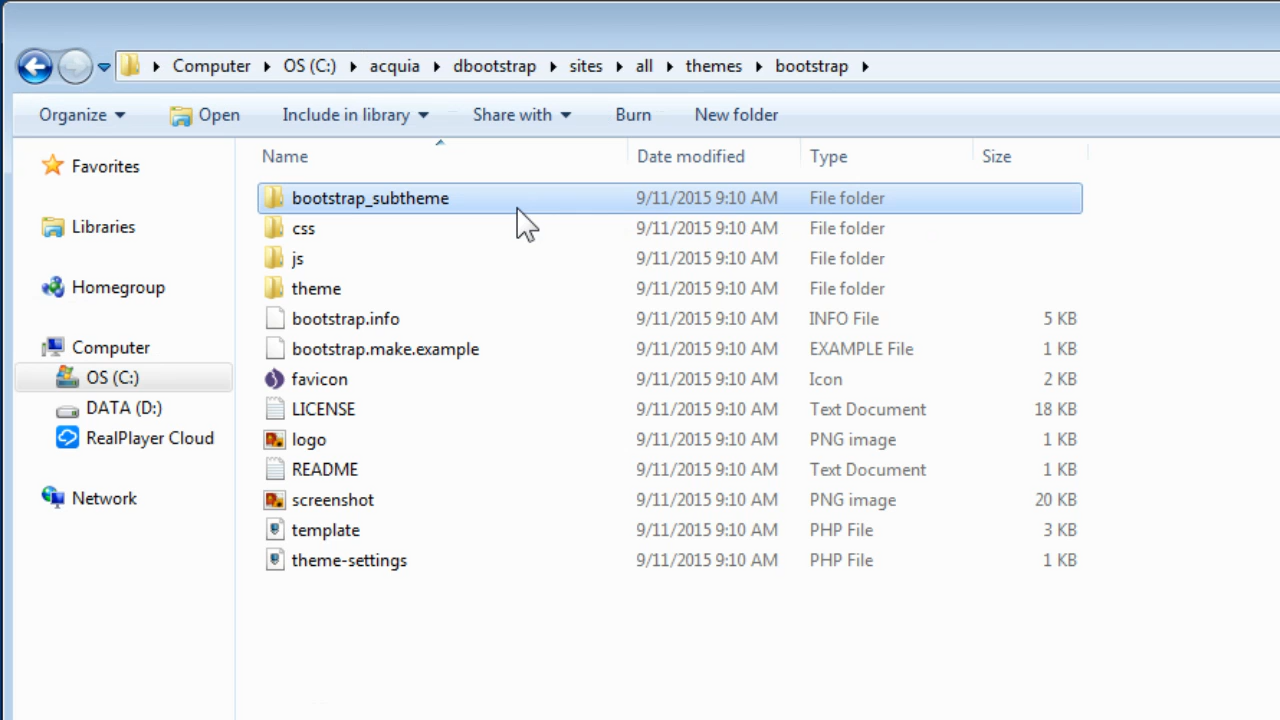 Computer OS (C:) acquia dbootstrap sites all themes bootstrap
Organize Open Include in library Share with Burn New folder
Favorites
Libraries
Homegroup
Computer
OS (C:)
DATA (D:)
RealPlayer Cloud
Network
Name Date modified Type Size
bootstrap_subtheme 9/11/2015 9:10 AM File folder
css 9/11/2015 9:10 AM File folder
js 9/11/2015 9:10 AM File folder
theme 9/11/2015 9:10 AM File folder
bootstrap.info 9/11/2015 9:10 AM INFO File 5 KB
bootstrap.make.example 9/11/2015 9:10 AM EXAMPLE File 1 KB
favicon 9/11/2015 9:10 AM Icon 2 KB
LICENSE 9/11/2015 9:10 AM Text Document 18 KB
logo 9/11/2015 9:10 AM PNG image 1 KB
README 9/11/2015 9:10 AM Text Document 1 KB
screenshot 9/11/2015 9:10 AM PNG image 20 KB
template 9/11/2015 9:10 AM PHP File 3 KB
theme-settings 9/11/2015 9:10 AM PHP File 1 KB